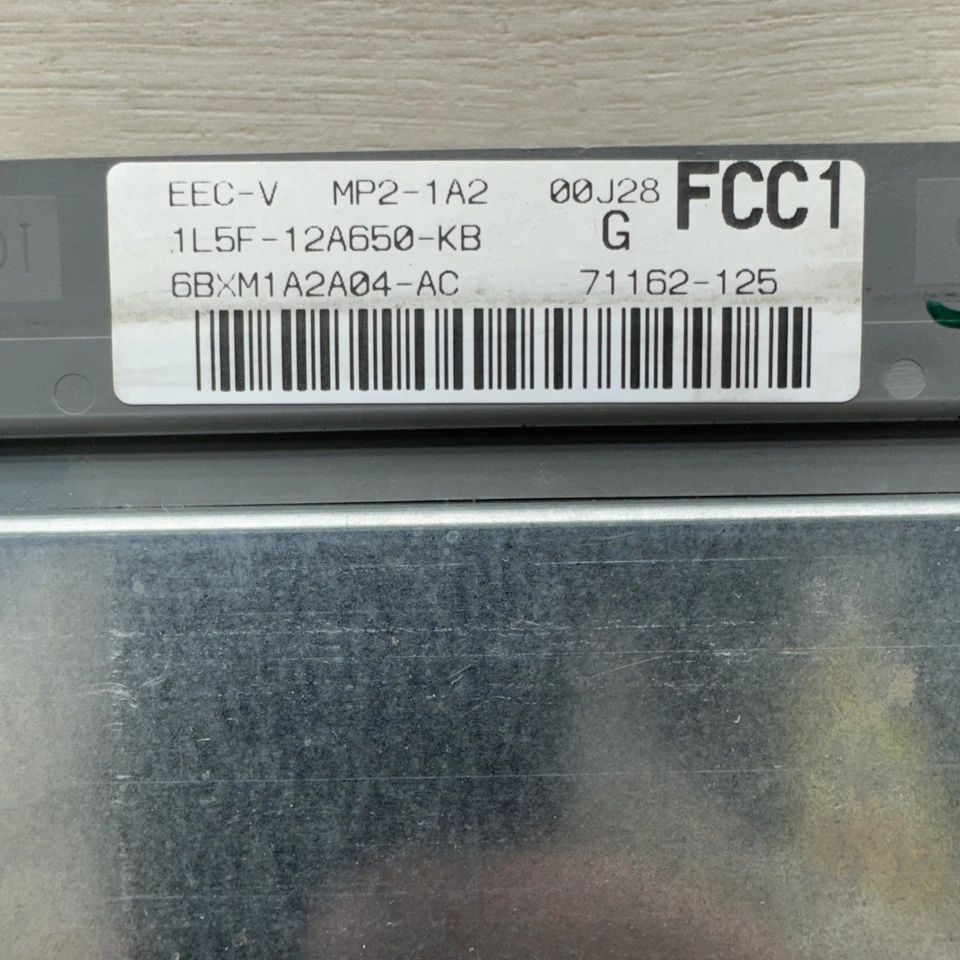 EEC-V MP2-1A2 00J28 FCC1
1L5F-12A650-KB G
6BXM1A2A04-AC 71162-125